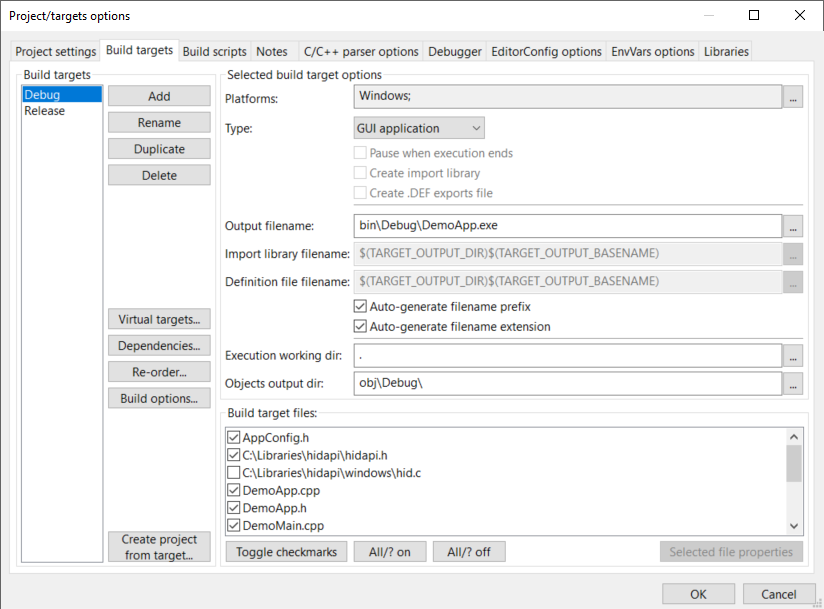 Project/targets options
Project settings Build targets Build scripts Notes C/C++ parser options Debugger EditorConfig options EnvVars options Libraries
Build targets
Debug
Release
Add
Rename
Duplicate
Delete
Virtual targets...
Dependencies...
Re-order...
Build options...
Create project
from target...
Selected build target options
Platforms: Windows; ...
Type: GUI application
Pause when execution ends
Create import library
Create .DEF exports file
Output filename: bin\Debug\DemoApp.exe ...
Import library filename: $(TARGET_OUTPUT_DIR)$(TARGET_OUTPUT_BASENAME) ...
Definition file filename: $(TARGET_OUTPUT_DIR)$(TARGET_OUTPUT_BASENAME) ...
Auto-generate filename prefix
Auto-generate filename extension
Execution working dir: . ...
Objects output dir: obj\Debug\ ...
Build target files:
AppConfig.h
C:\Libraries\hidapi\hidapi.h
C:\Libraries\hidapi\windows\hid.c
DemoApp.cpp
DemoApp.h
DemoMain.cpp
Toggle checkmarks All/? on All/? off Selected file properties
OK Cancel